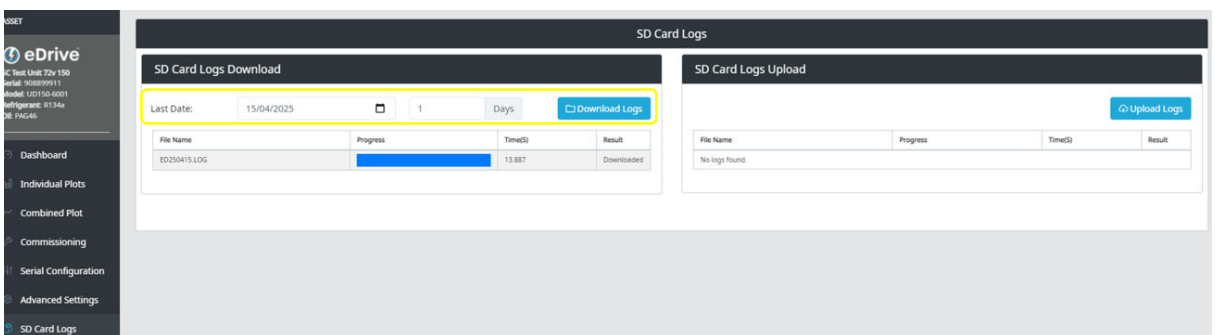 ASSET
eDrive
SC Test Unit 72v 150
Serial: 908899911
Model: UD150-6001
Refrigerant: R134a
Oil: PAG46
Dashboard
Individual Plots
Combined Plot
Commissioning
Serial Configuration
Advanced Settings
SD Card Logs
SD Card Logs
SD Card Logs Download
Last Date: 15/04/2025 1 Days Download Logs
File Name Progress Time(S) Result
ED250415.LOG 13.887 Downloaded
SD Card Logs Upload
Upload Logs
File Name Progress Time(S) Result
No logs found.